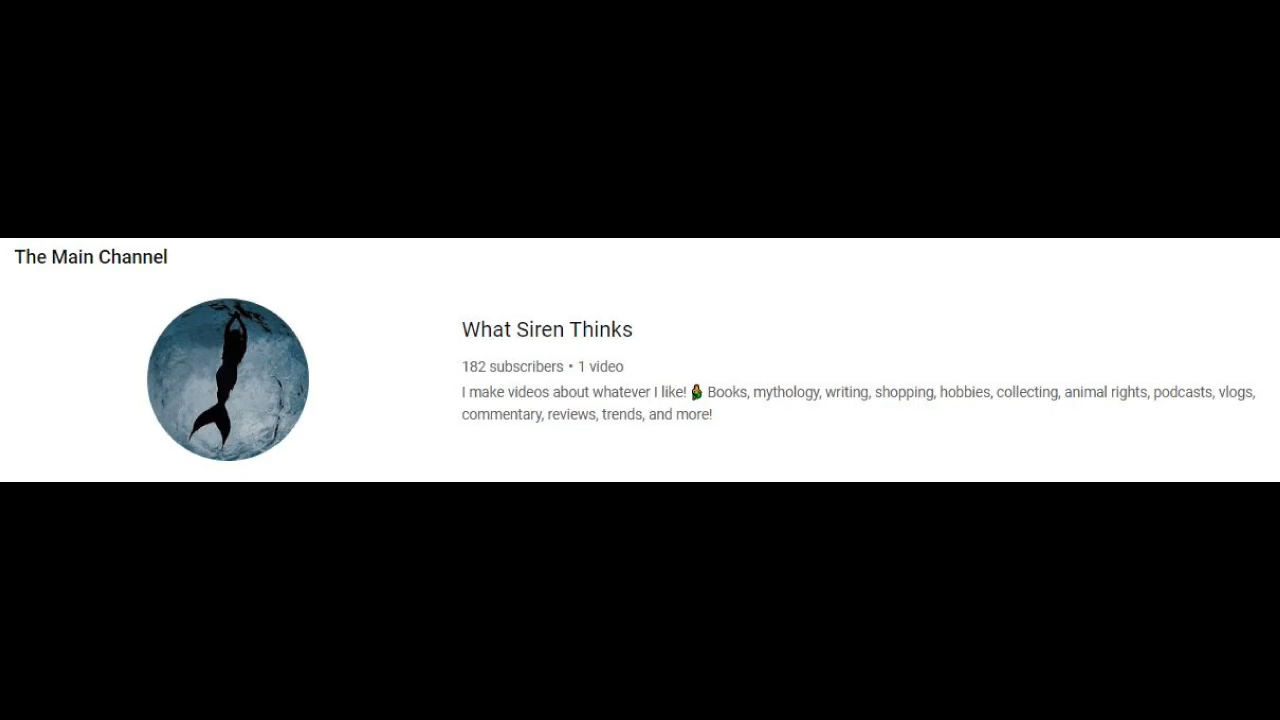 The Main Channel
What Siren Thinks
182 subscribers • 1 video
I make videos about whatever I like! 🧜 Books, mythology, writing, shopping, hobbies, collecting, animal rights, podcasts, vlogs,
commentary, reviews, trends, and more!